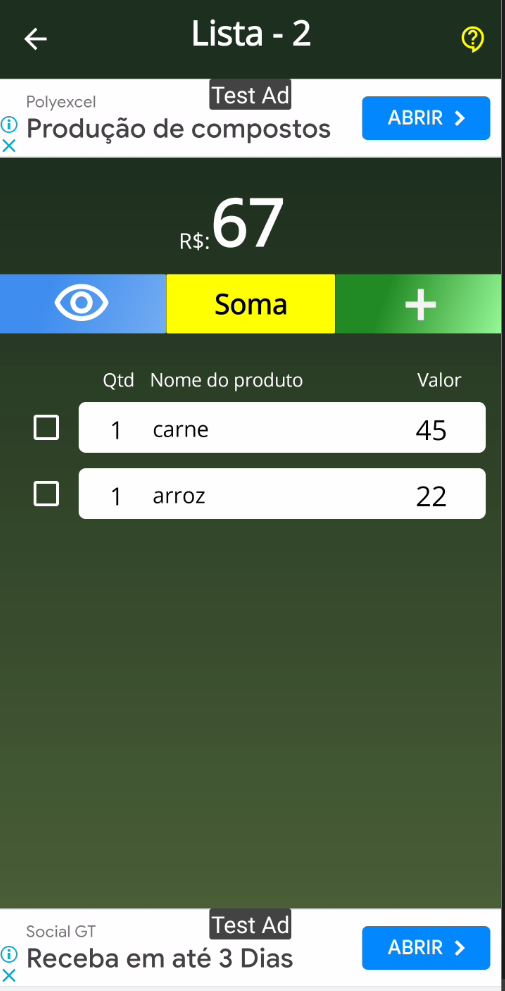 Lista - 2
Test Ad
Polyexcel
Produção de compostos
ABRIR
R$:67
Soma
Qtd Nome do produto Valor
1 carne 45
1 arroz 22
Test Ad
Social GT
Receba em até 3 Dias
ABRIR